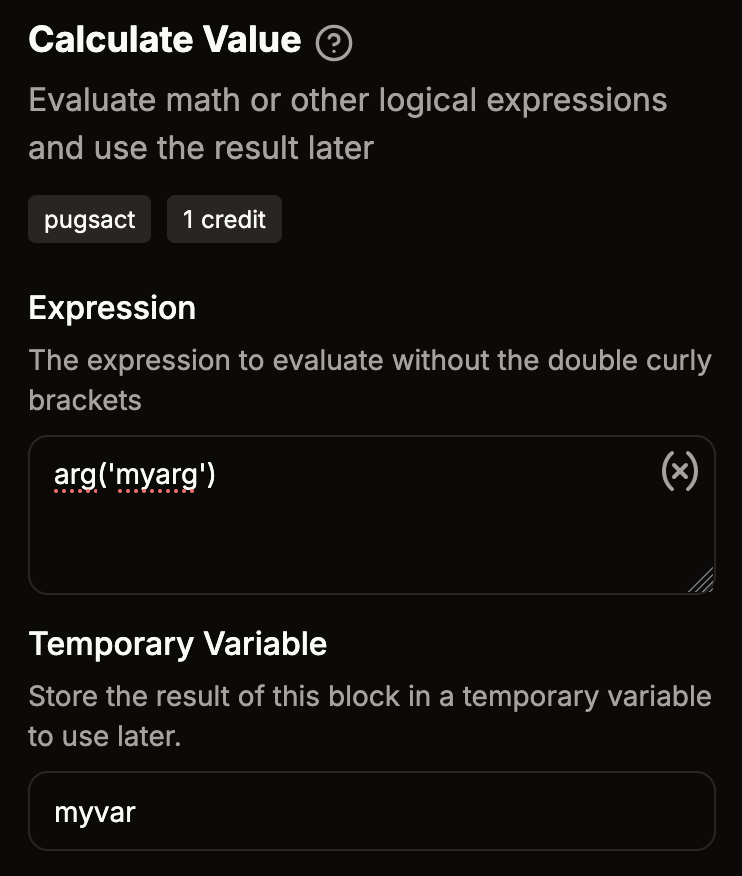 Calculate Value ?
Evaluate math or other logical expressions
and use the result later
pugsact 1 credit
Expression
The expression to evaluate without the double curly
brackets
arg('myarg') (×)
Temporary Variable
Store the result of this block in a temporary variable
to use later.
myvar